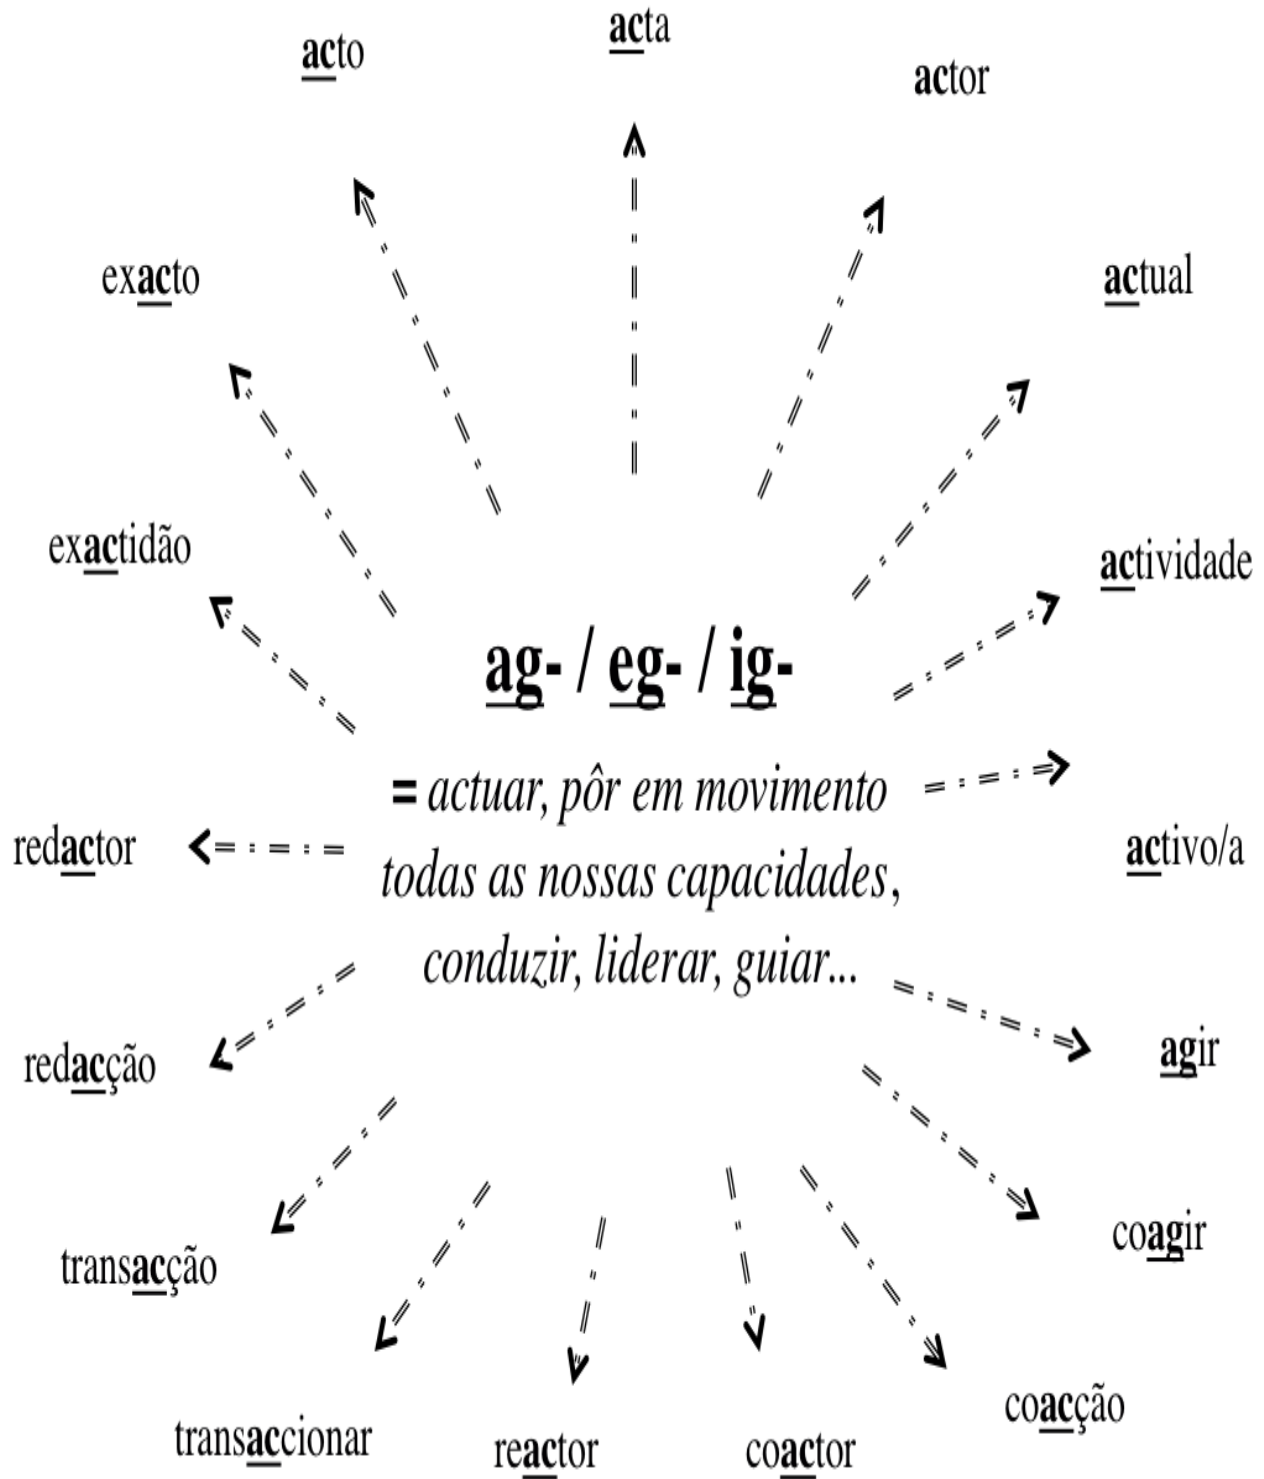 acta
acto
actor
exacto
actual
exactidão
actividade
ag- / eg- / ig-
= actuar, pôr em movimento
todas as nossas capacidades,
conduzir, liderar, guiar...
redactor
activo/a
redacção
agir
transacção
coagir
transaccionar
reactor
coactor
coacção